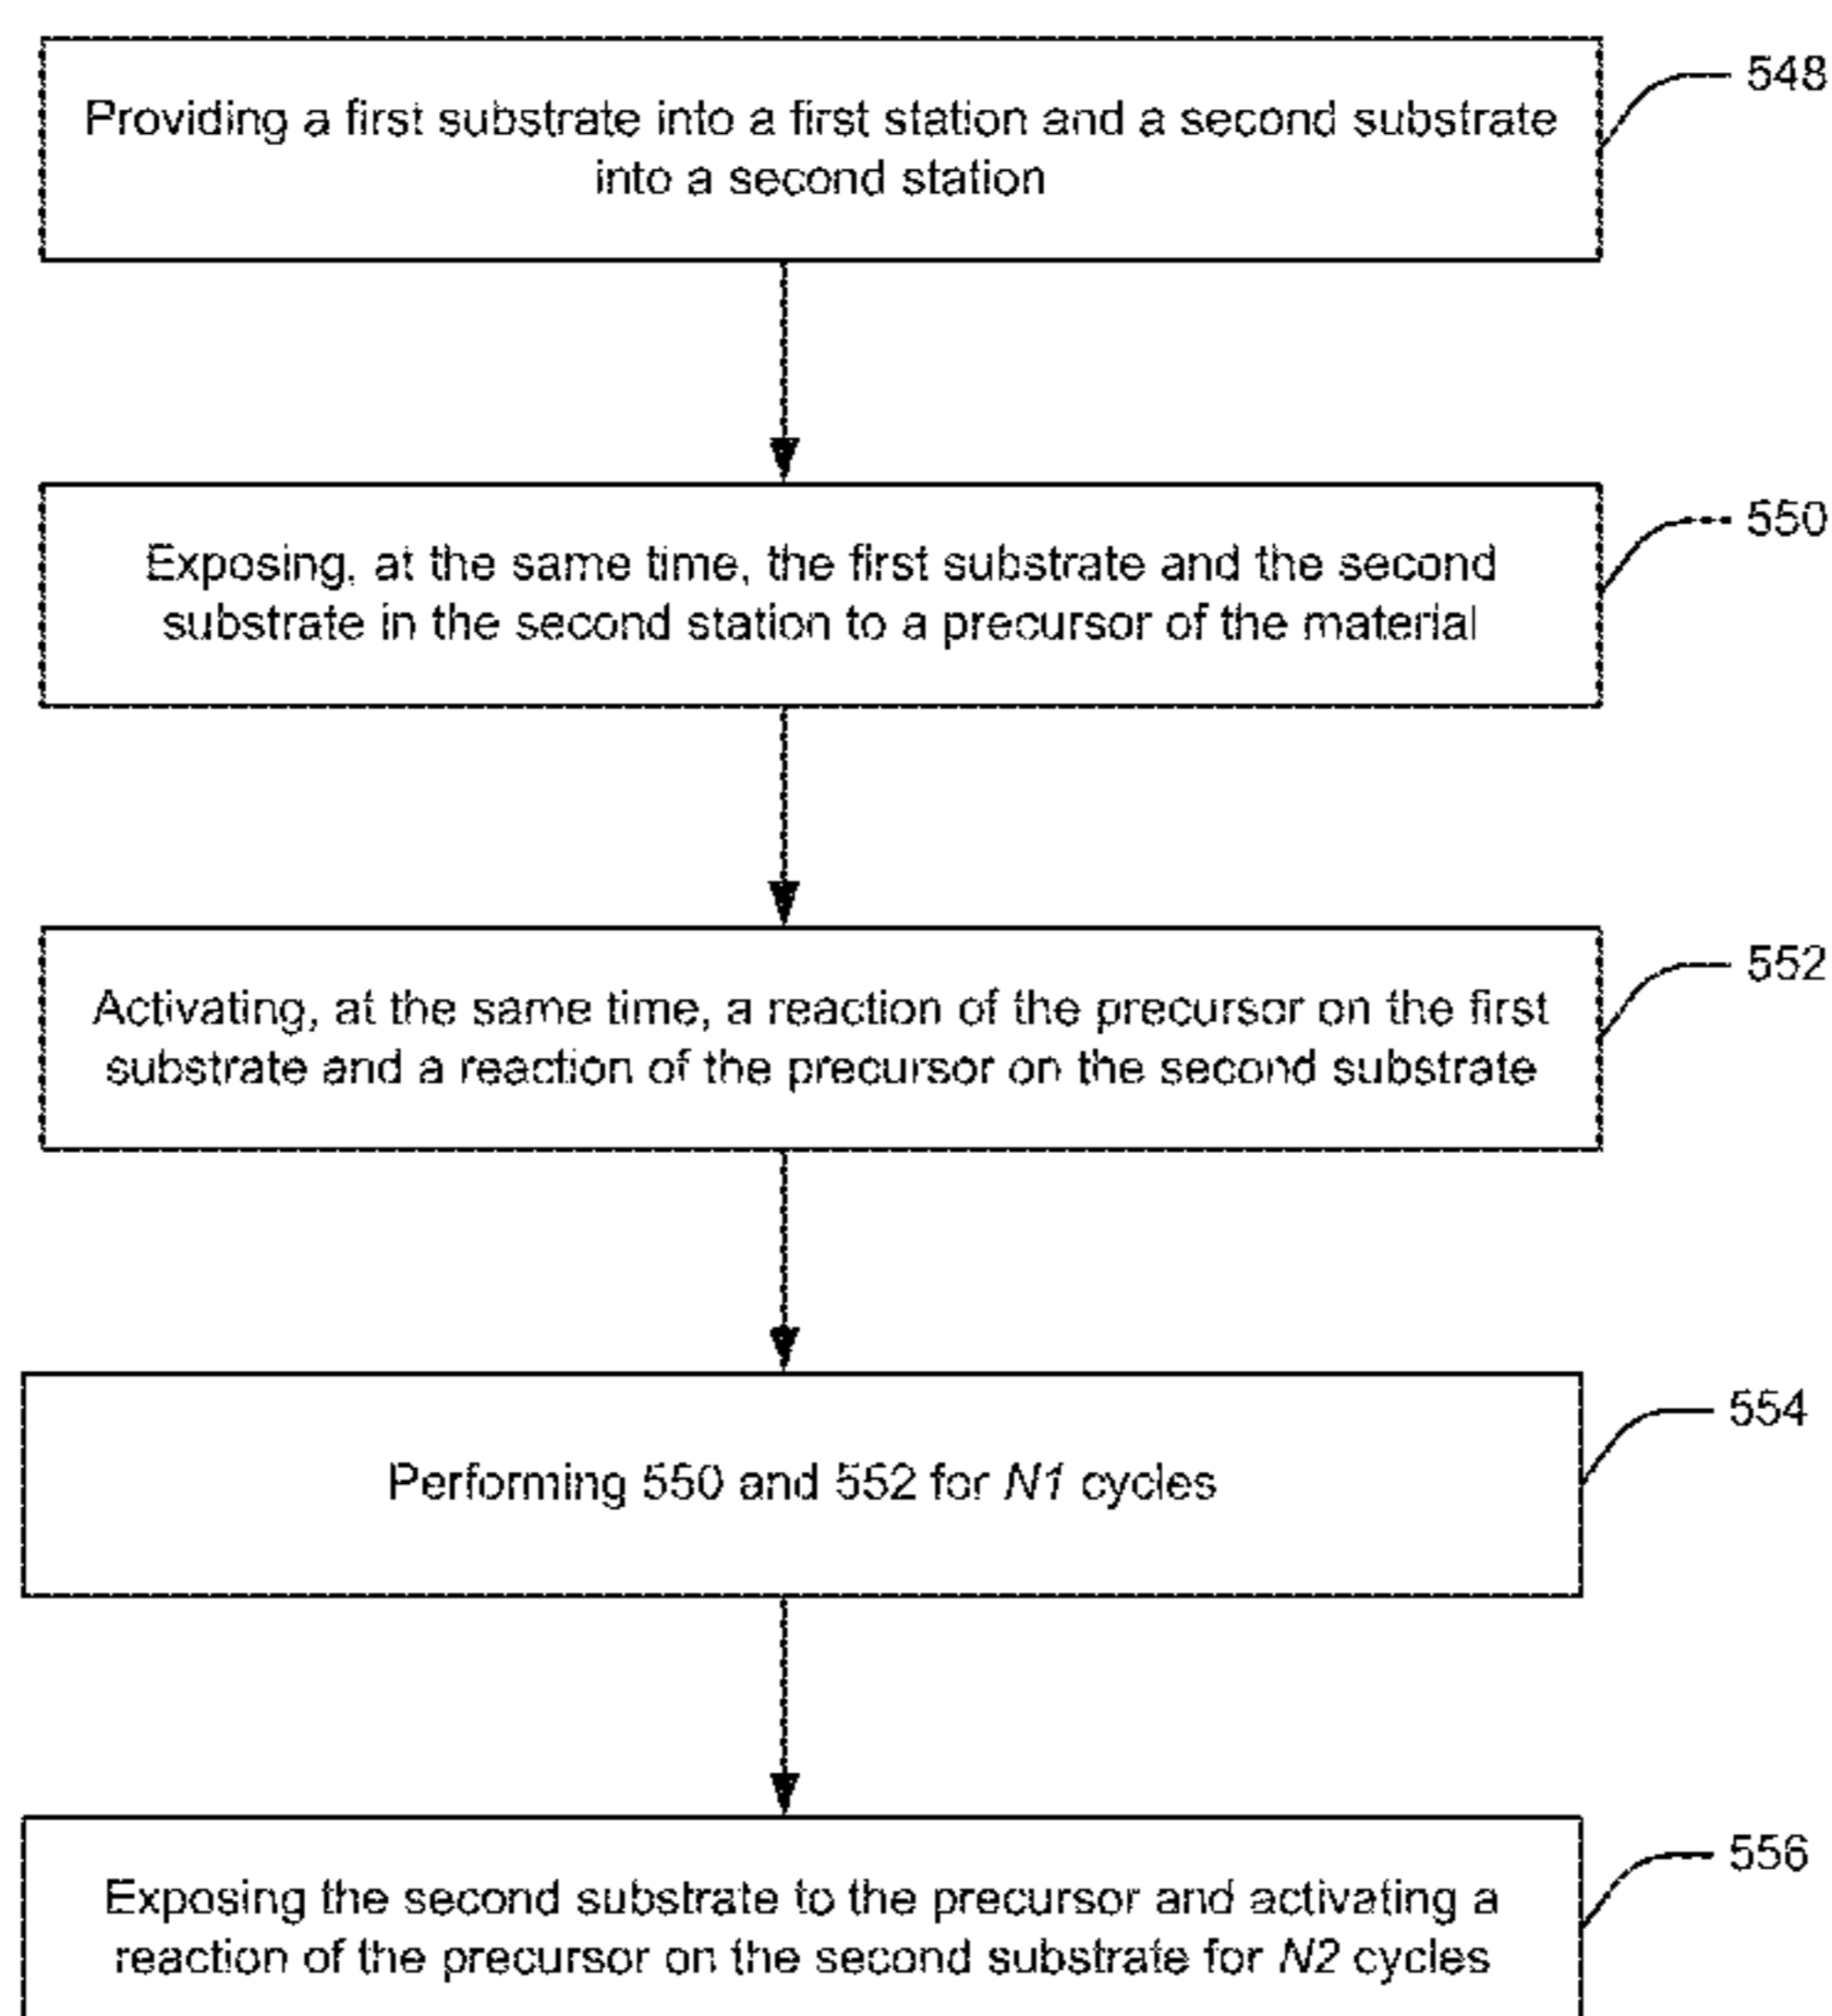 Providing a first substrate into a first station and a second substrate
into a second station
548
Exposing, at the same time, the first substrate and the second
substrate in the second station to a precursor of the material
550
Activating, at the same time, a reaction of the precursor on the first
substrate and a reaction of the precursor on the second substrate
552
Performing 550 and 552 for N1 cycles
554
Exposing the second substrate to the precursor and activating a
reaction of the precursor on the second substrate for N2 cycles
556